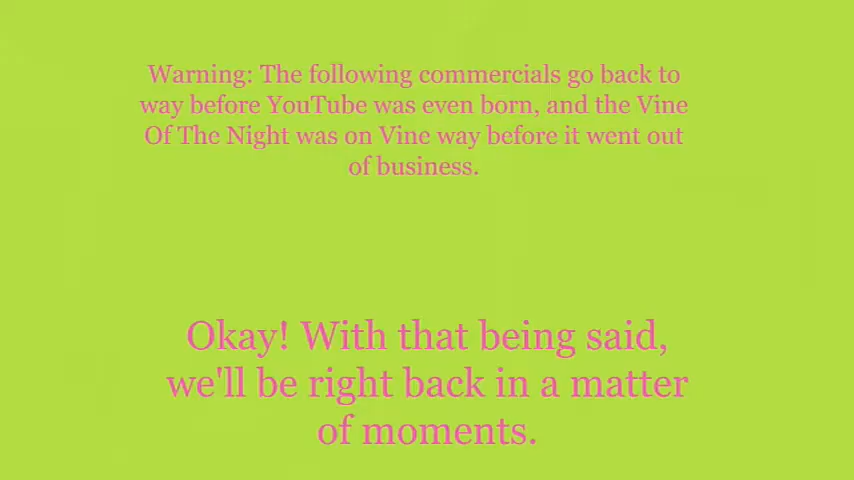 Warning: The following commercials go back to
way before YouTube was even born, and the Vine
Of The Night was on Vine way before it went out
of business.
Okay! With that being said,
we'll be right back in a matter
of moments.